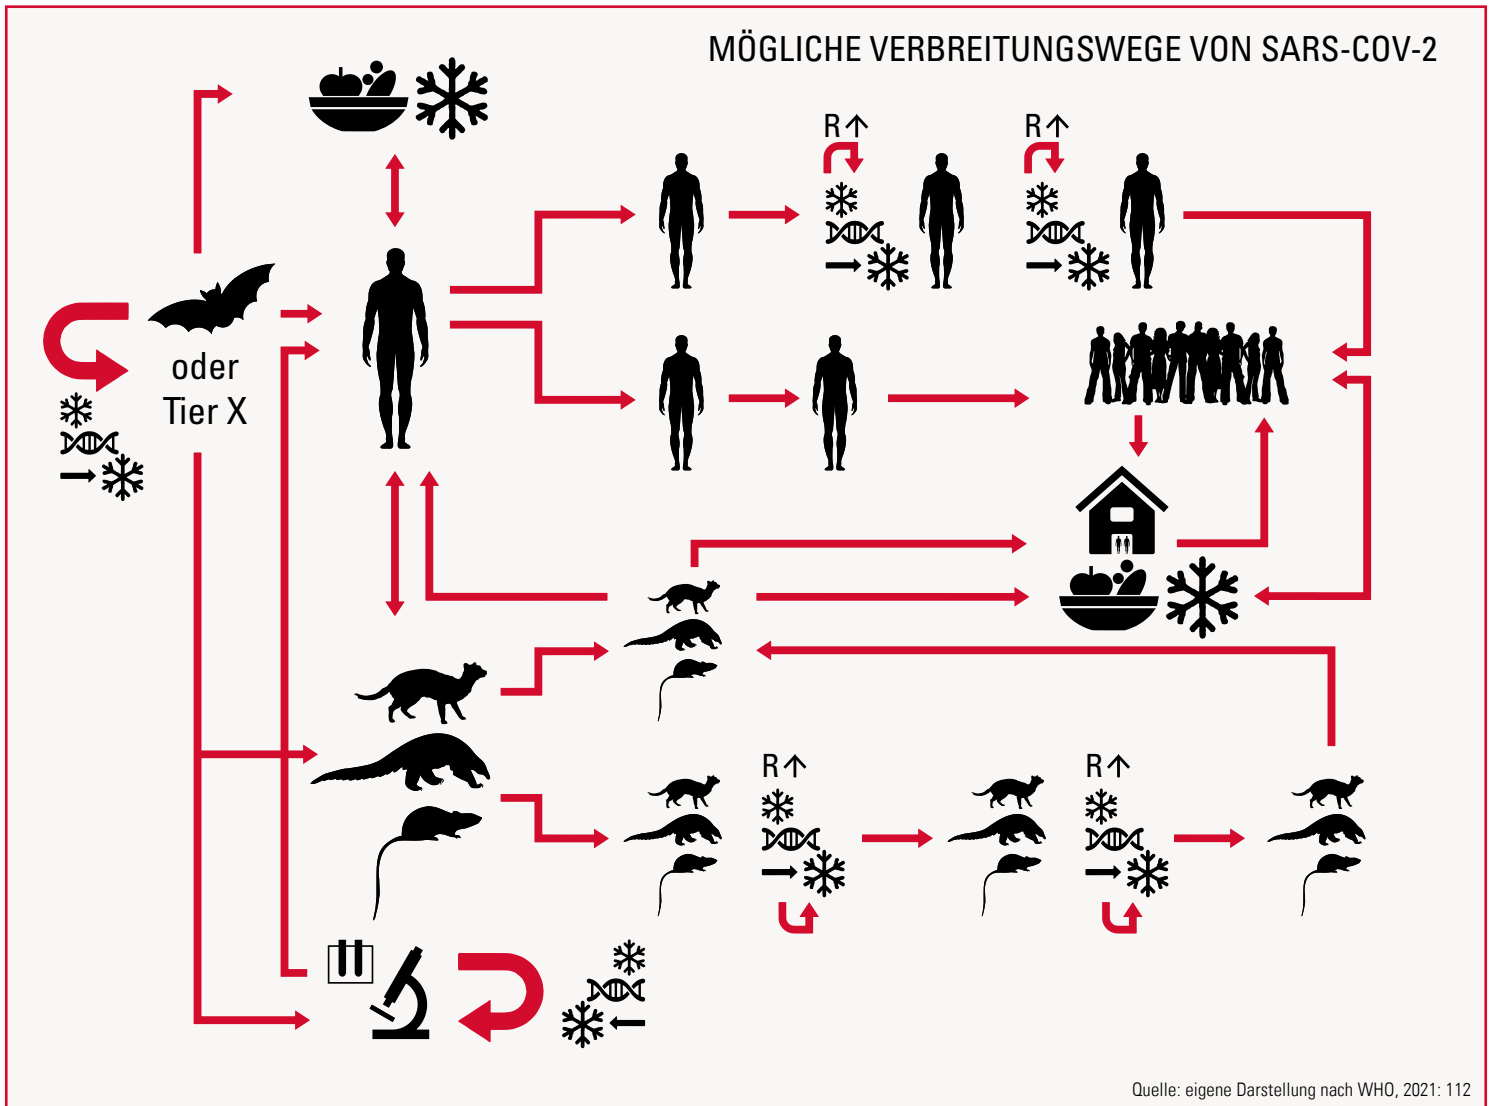 MÖGLICHE VERBREITUNGSWEGE VON SARS-COV-2
R↑
R↑
oder
Tier X
R↑
R↑
Quelle: eigene Darstellung nach WHO, 2021: 112